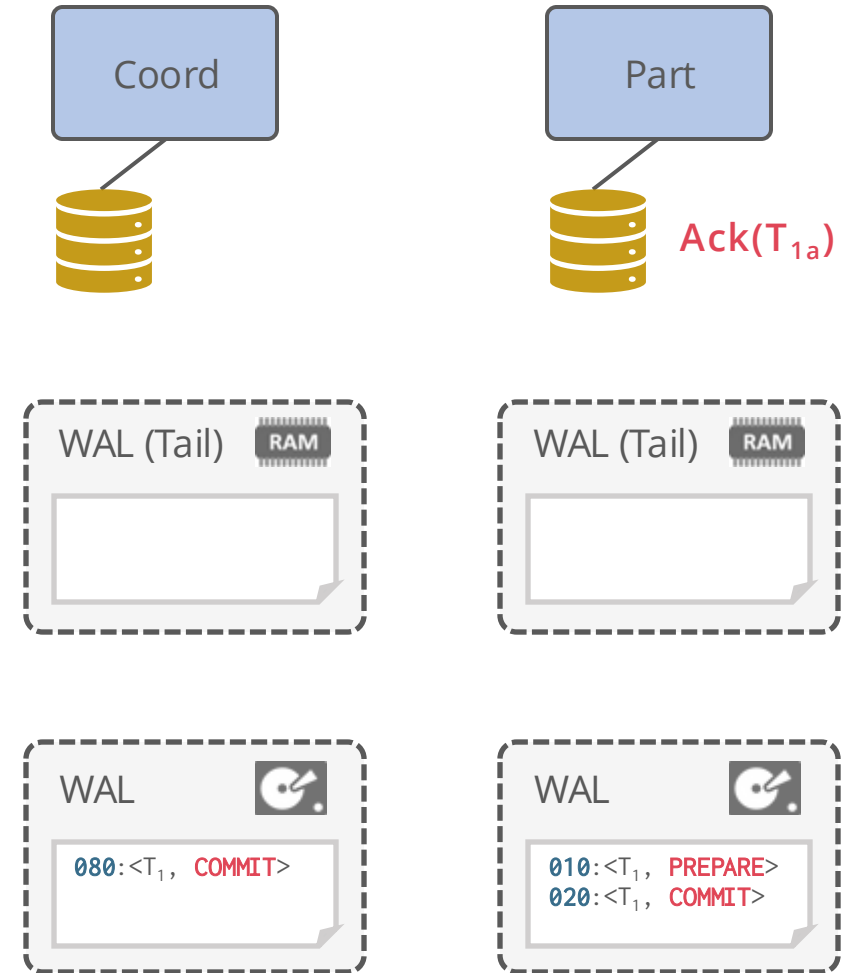 Coord
Part
Ack(T1a)
WAL (Tail) RAM
WAL (Tail) RAM
WAL
080:<T1, COMMIT>
WAL
010:<T1, PREPARE>
020:<T1, COMMIT>